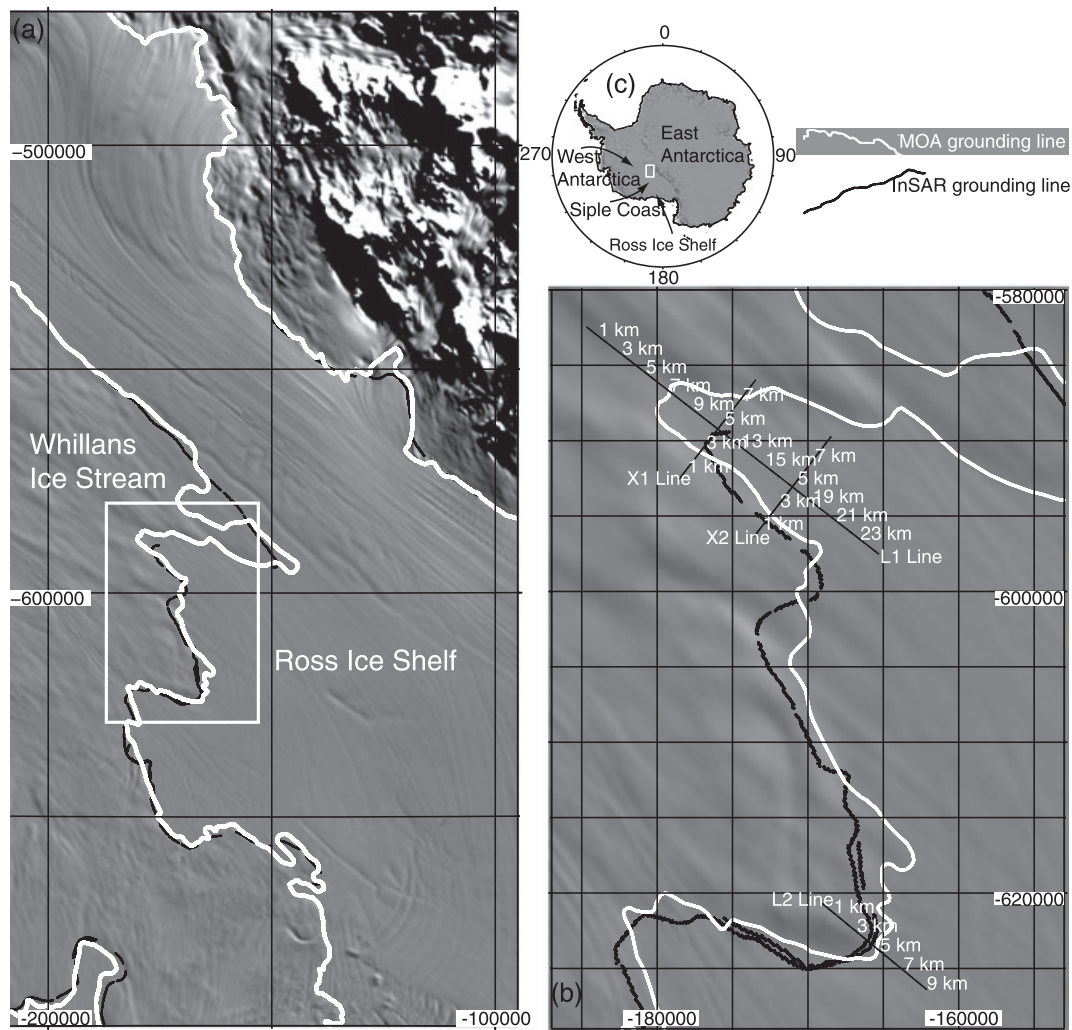 (a)
–500000
Whillans
Ice Stream
–600000
Ross Ice Shelf
–200000
–100000
0
(c)
270
90
180
East
Antarctica
West
Antarctica
Siple Coast
Ross Ice Shelf
MOA grounding line
InSAR grounding line
-580000
1 km
3 km
5 km
7 km
9 km
7 km
5 km
3 km
13 km
1 km
X1 Line
15 km
7 km
5 km
3 km
19 km
1 km
21 km
X2 Line
23 km
L1 Line
-600000
-620000
L2 Line
1 km
3 km
5 km
7 km
9 km
(b)
-180000
-160000